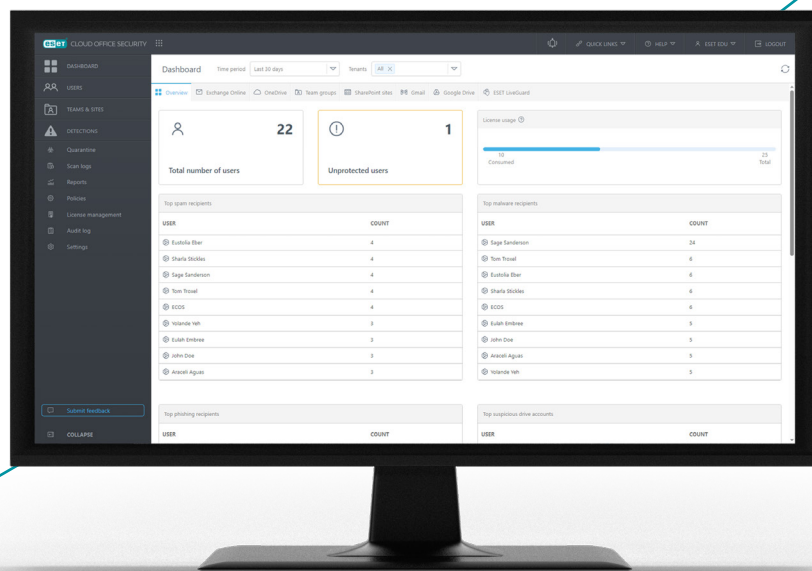 eset CLOUD OFFICE SECURITY QUICK LINKS HELP ESET EDU LOGOUT
DASHBOARD
USERS
TEAMS & SITES
DETECTIONS
Quarantine
Scan logs
Reports
Policies
License management
Audit log
Settings
Submit feedback
COLLAPSE
Dashboard Time period Last 30 days Tenants All ×
Overview Exchange Online OneDrive Team groups SharePoint sites Gmail Google Drive ESET LiveGuard
22
Total number of users
1
Unprotected users
License usage
10 25
Consumed Total
Top spam recipients
USER COUNT
Eustolia Eber 4
Sharla Stickles 4
Sage Sanderson 4
Tom Trovel 4
ECOS 4
Yolande Yeh 3
Eulah Embree 3
John Doe 3
Araceli Aguas 3
Top malware recipients
USER COUNT
Sage Sanderson 24
Tom Trovel 6
Eustolia Eber 6
Sharla Stickles 6
ECOS 6
Eulah Embree 5
John Doe 5
Araceli Aguas 5
Yolande Yeh 5
Top phishing recipients
USER COUNT
Top suspicious drive accounts
USER COUNT